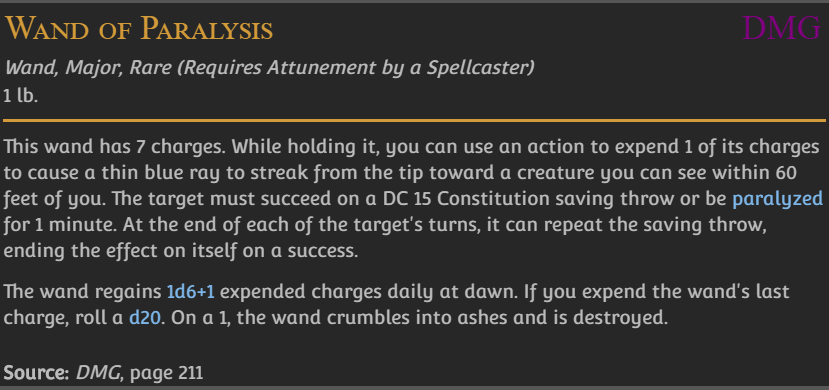 Wand of Paralysis DMG
Wand, Major, Rare (Requires Attunement by a Spellcaster)
1 lb.
This wand has 7 charges. While holding it, you can use an action to expend 1 of its charges
to cause a thin blue ray to streak from the tip toward a creature you can see within 60
feet of you. The target must succeed on a DC 15 Constitution saving throw or be paralyzed
for 1 minute. At the end of each of the target's turns, it can repeat the saving throw,
ending the effect on itself on a success.
The wand regains 1d6+1 expended charges daily at dawn. If you expend the wand's last
charge, roll a d20. On a 1, the wand crumbles into ashes and is destroyed.
Source: DMG, page 211